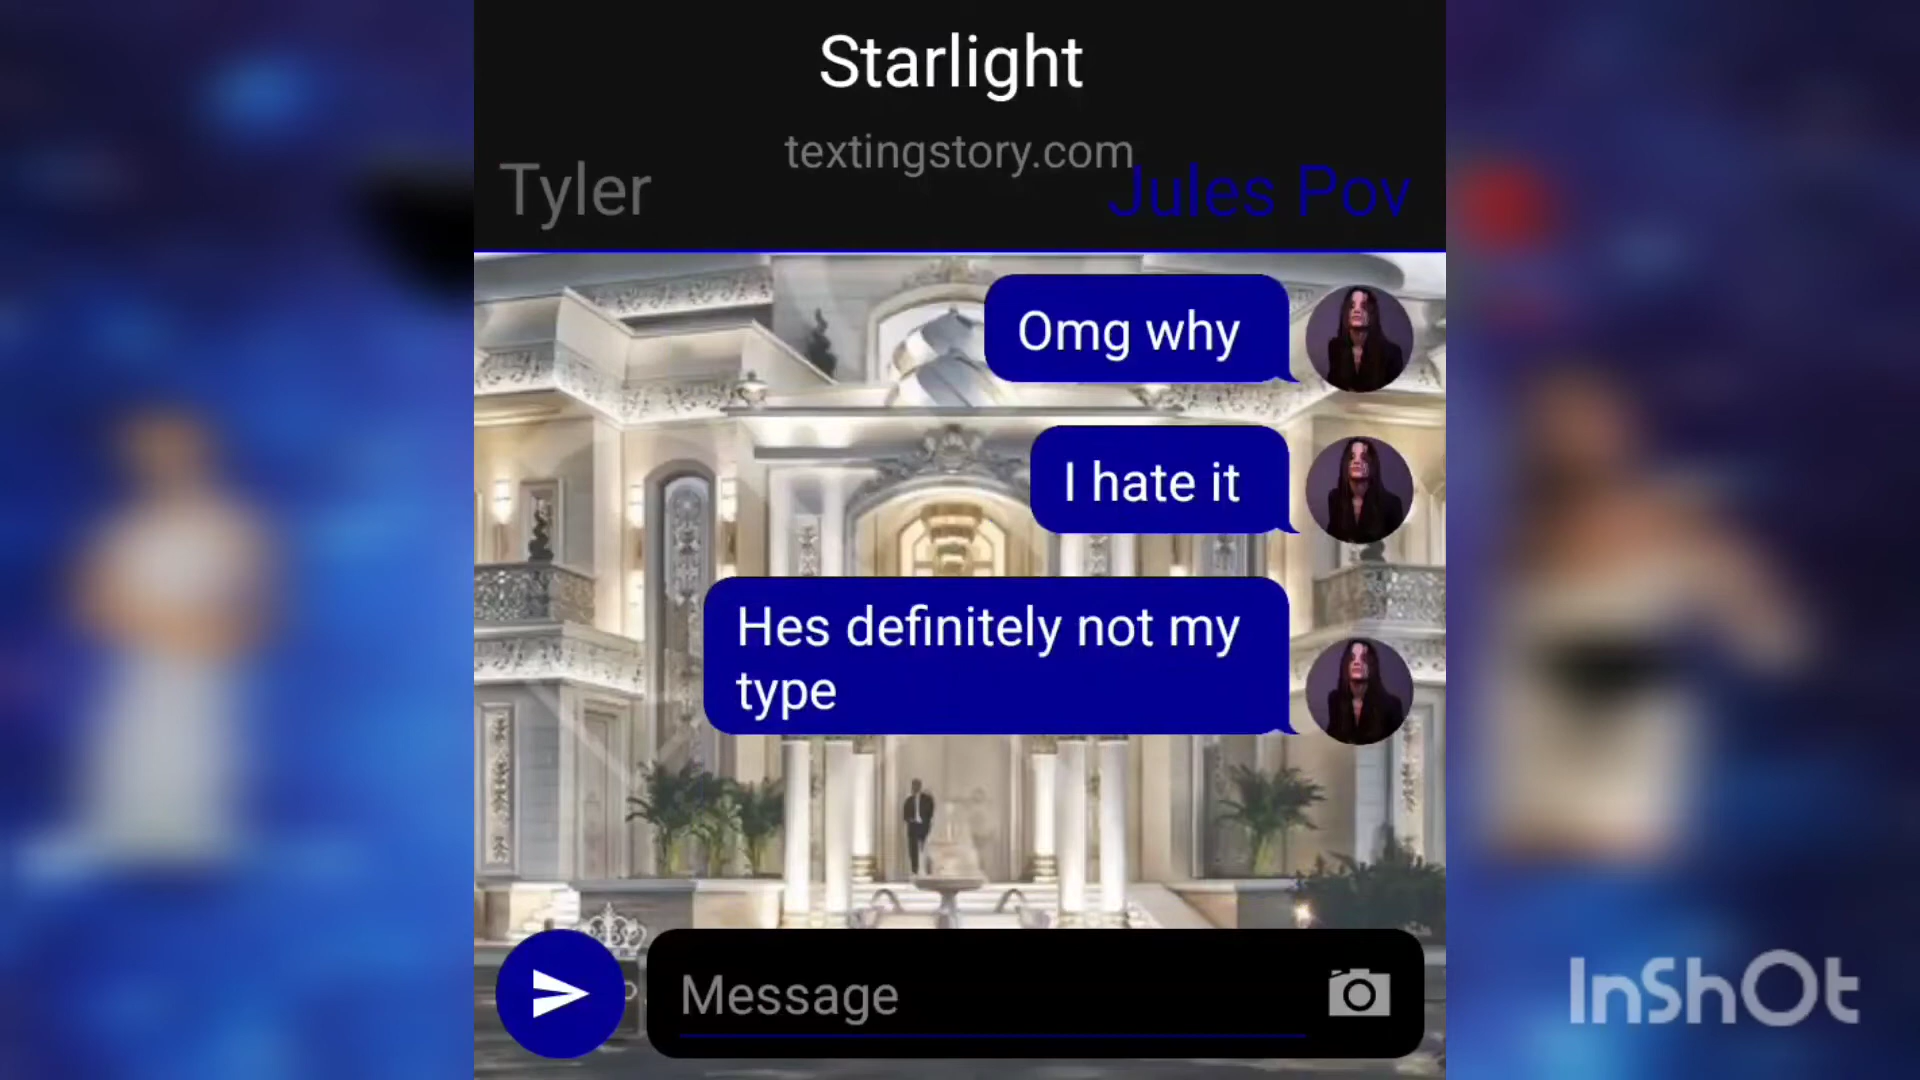 Starlight
textingstory.com
Tyler
Jules Pov
Omg why
I hate it
Hes definitely not my
type
Message
InShOt